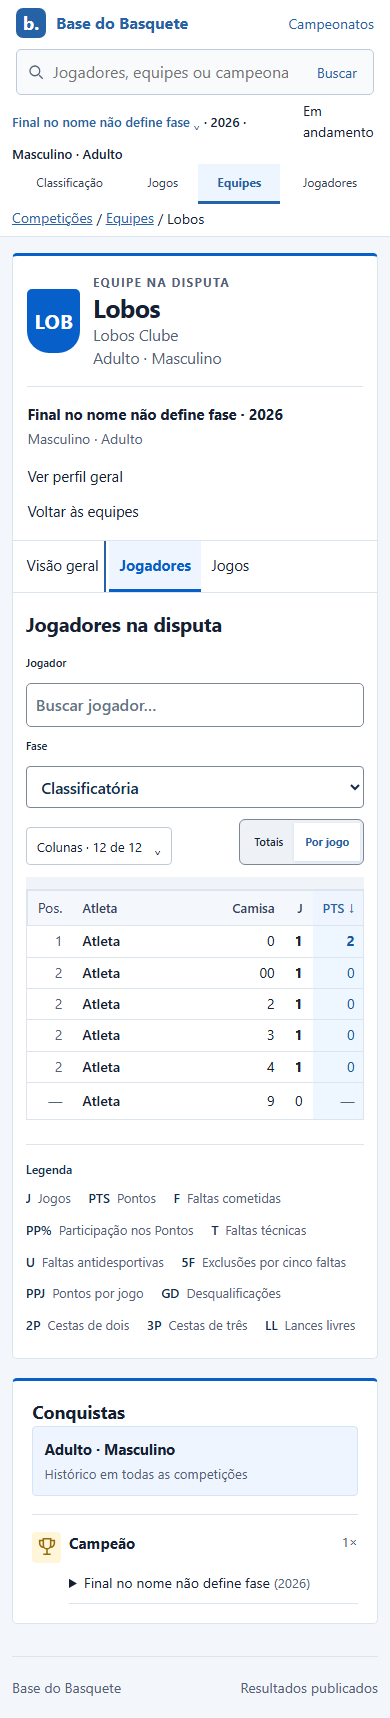 b. Base do Basquete Campeonatos
Jogadores, equipes ou campeona Buscar
Final no nome não define fase · 2026 · Em andamento
Masculino · Adulto
Classificação Jogos Equipes Jogadores
Competições / Equipes / Lobos
EQUIPE NA DISPUTA
LOB Lobos
Lobos Clube
Adulto · Masculino
Final no nome não define fase · 2026
Masculino · Adulto
Ver perfil geral
Voltar às equipes
Visão geral Jogadores Jogos
Jogadores na disputa
Jogador
Buscar jogador...
Fase
Classificatória
Colunas · 12 de 12 Totais Por jogo
Pos. Atleta Camisa J PTS ↓
1 Atleta 0 1 2
2 Atleta 00 1 0
2 Atleta 2 1 0
2 Atleta 3 1 0
2 Atleta 4 1 0
— Atleta 9 0 —
Legenda
J Jogos PTS Pontos F Faltas cometidas
PP% Participação nos Pontos T Faltas técnicas
U Faltas antidesportivas 5F Exclusões por cinco faltas
PPJ Pontos por jogo GD Desqualificações
2P Cestas de dois 3P Cestas de três LL Lances livres
Conquistas
Adulto · Masculino
Histórico em todas as competições
Campeão 1×
Final no nome não define fase (2026)
Base do Basquete Resultados publicados